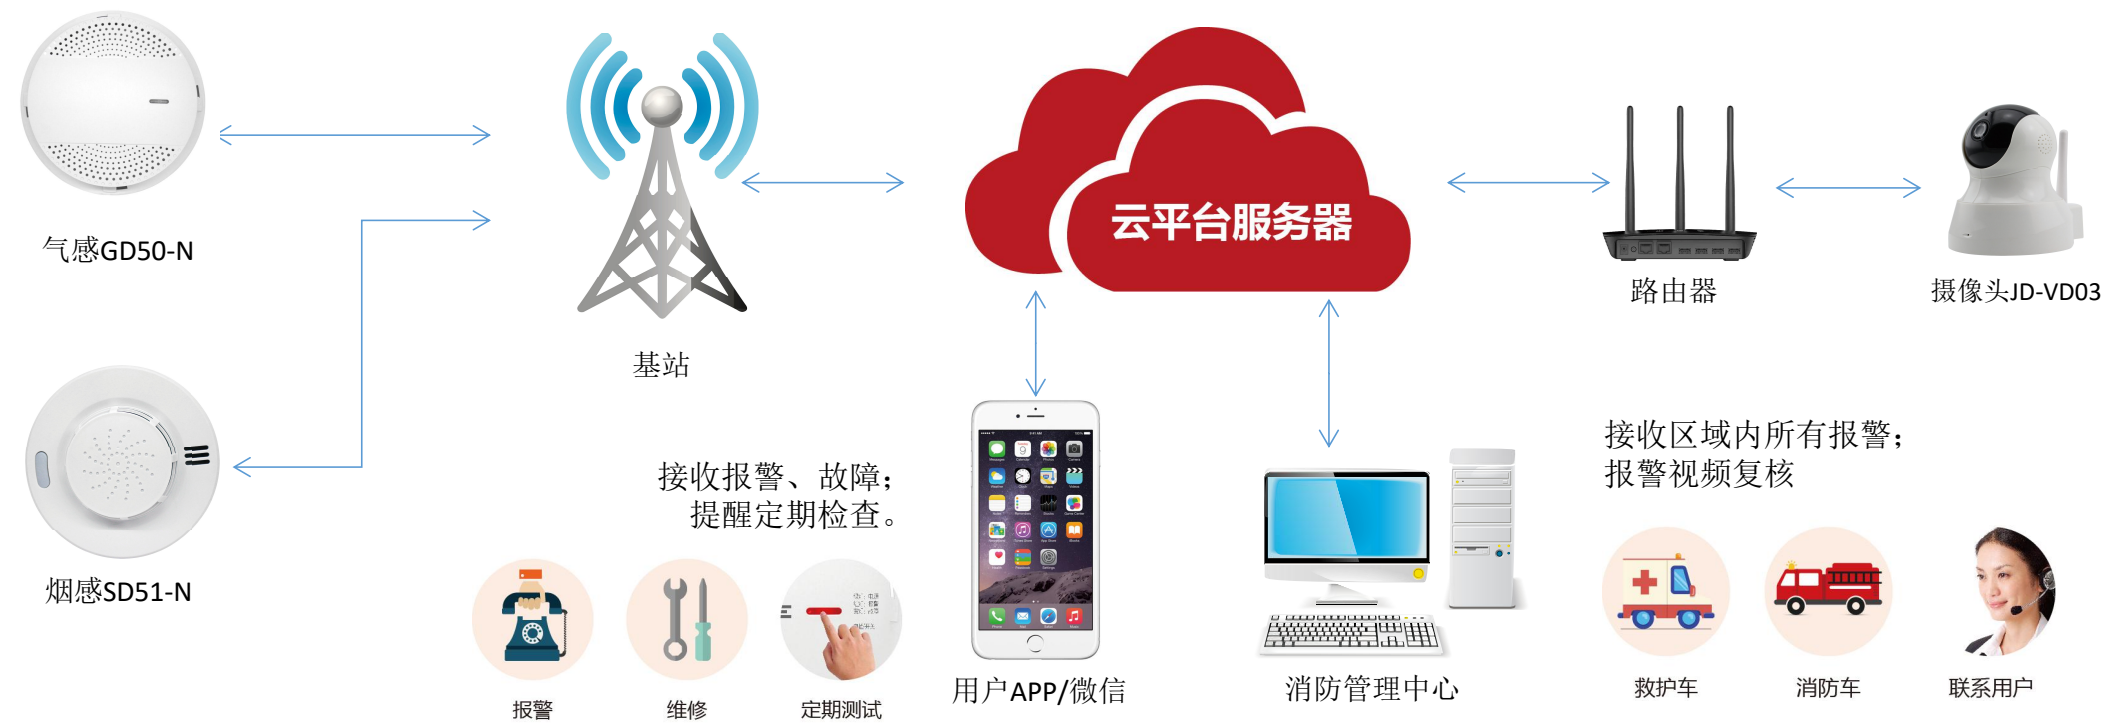 气感GD50-N
烟感SD51-N
基站
云平台服务器
路由器
摄像头JD-VD03
接收报警、故障；
提醒定期检查。
接收区域内所有报警；
报警视频复核
报警
维修
定期测试
用户APP/微信
消防管理中心
救护车
消防车
联系用户